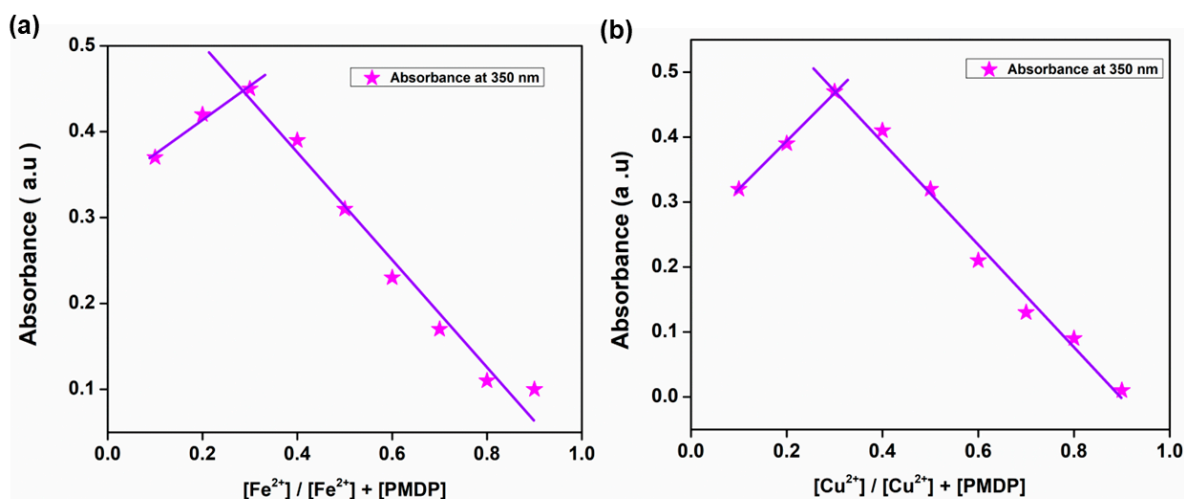 (a)
Absorbance ( a.u )
0.5
0.4
0.3
0.2
0.1
Absorbance at 350 nm
0.0 0.2 0.4 0.6 0.8 1.0
[Fe²⁺] / [Fe²⁺] + [PMDP]
(b)
Absorbance (a .u)
0.5
0.4
0.3
0.2
0.1
0.0
Absorbance at 350 nm
0.0 0.2 0.4 0.6 0.8 1.0
[Cu²⁺] / [Cu²⁺] + [PMDP]